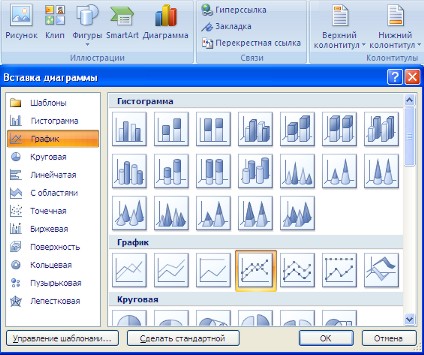 Рисунок Клип Фигуры SmartArt Диаграмма
Иллюстрации
Гиперссылка
Закладка
Перекрестная ссылка
Связи
Верхний колонтитул
Нижний колонтитул
Колонтитулы
Вставка диаграммы
Шаблоны
Гистограмма
График
Круговая
Линейчатая
С областями
Точечная
Биржевая
Поверхность
Кольцевая
Пузырьковая
Лепестковая
Гистограмма
График
Круговая
Управление шаблонами...
Сделать стандартной
ОК
Отмена